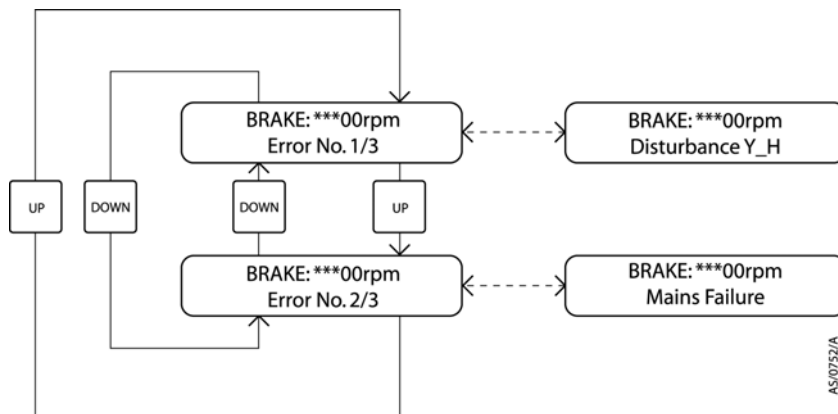 BRAKE: ***00rpm
Error No. 1/3
BRAKE: ***00rpm
Disturbance Y_H
UP
DOWN
DOWN
UP
BRAKE: ***00rpm
Error No. 2/3
BRAKE: ***00rpm
Mains Failure
AS/0752/A